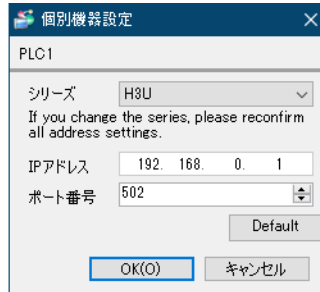 個別機器設定
PLC1
シリーズ H3U
If you change the series, please reconfirm
all address settings.
IPアドレス 192. 168. 0. 1
ポート番号 502
Default
OK(O) キャンセル